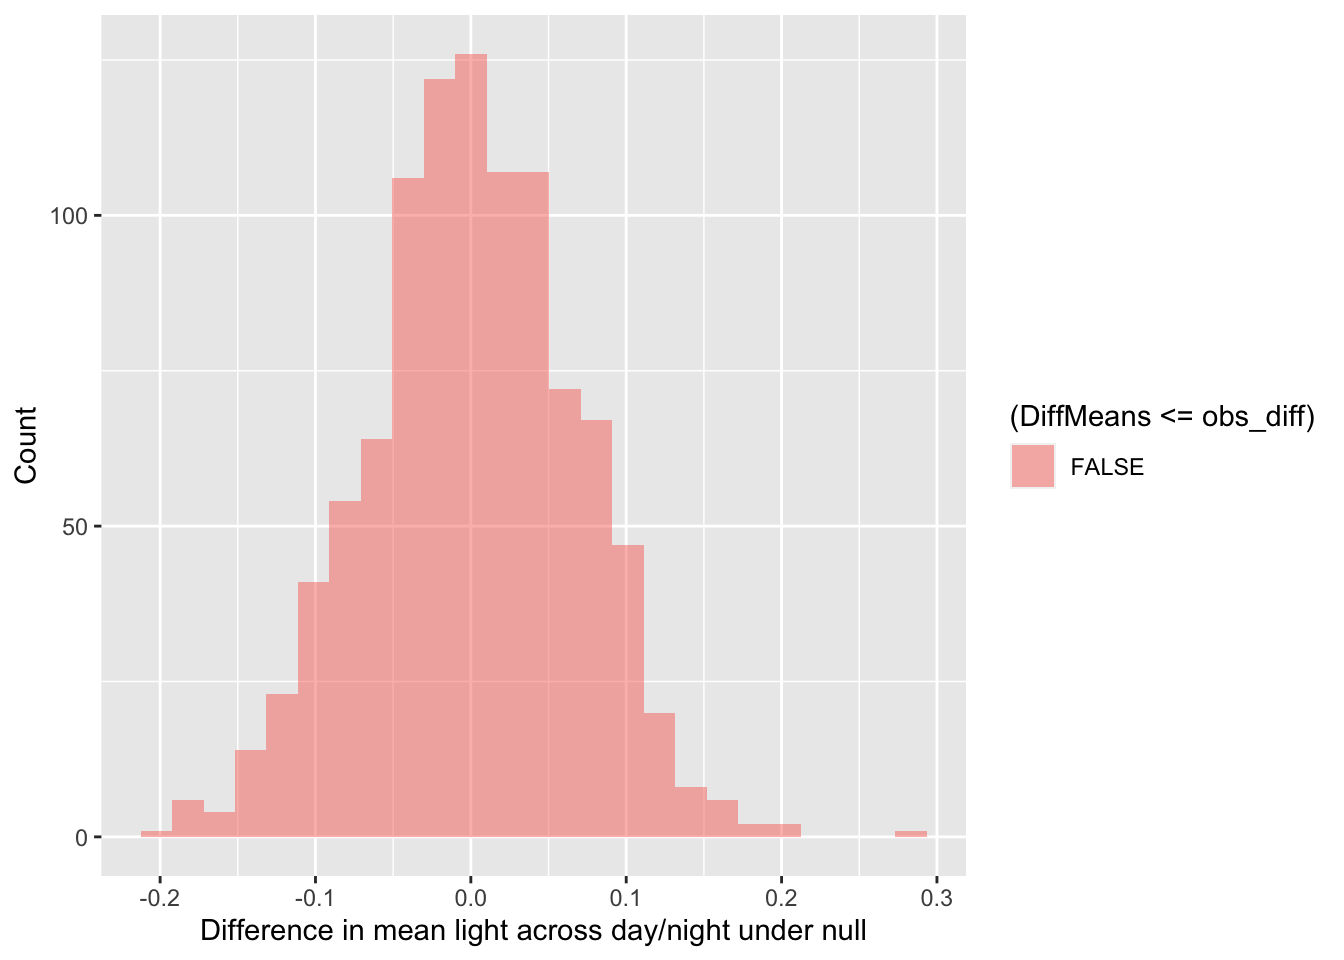 100
50
0
Count
-0.2
-0.1
0.0
0.1
0.2
0.3
Difference in mean light across day/night under null
(DiffMeans <= obs_diff)
FALSE